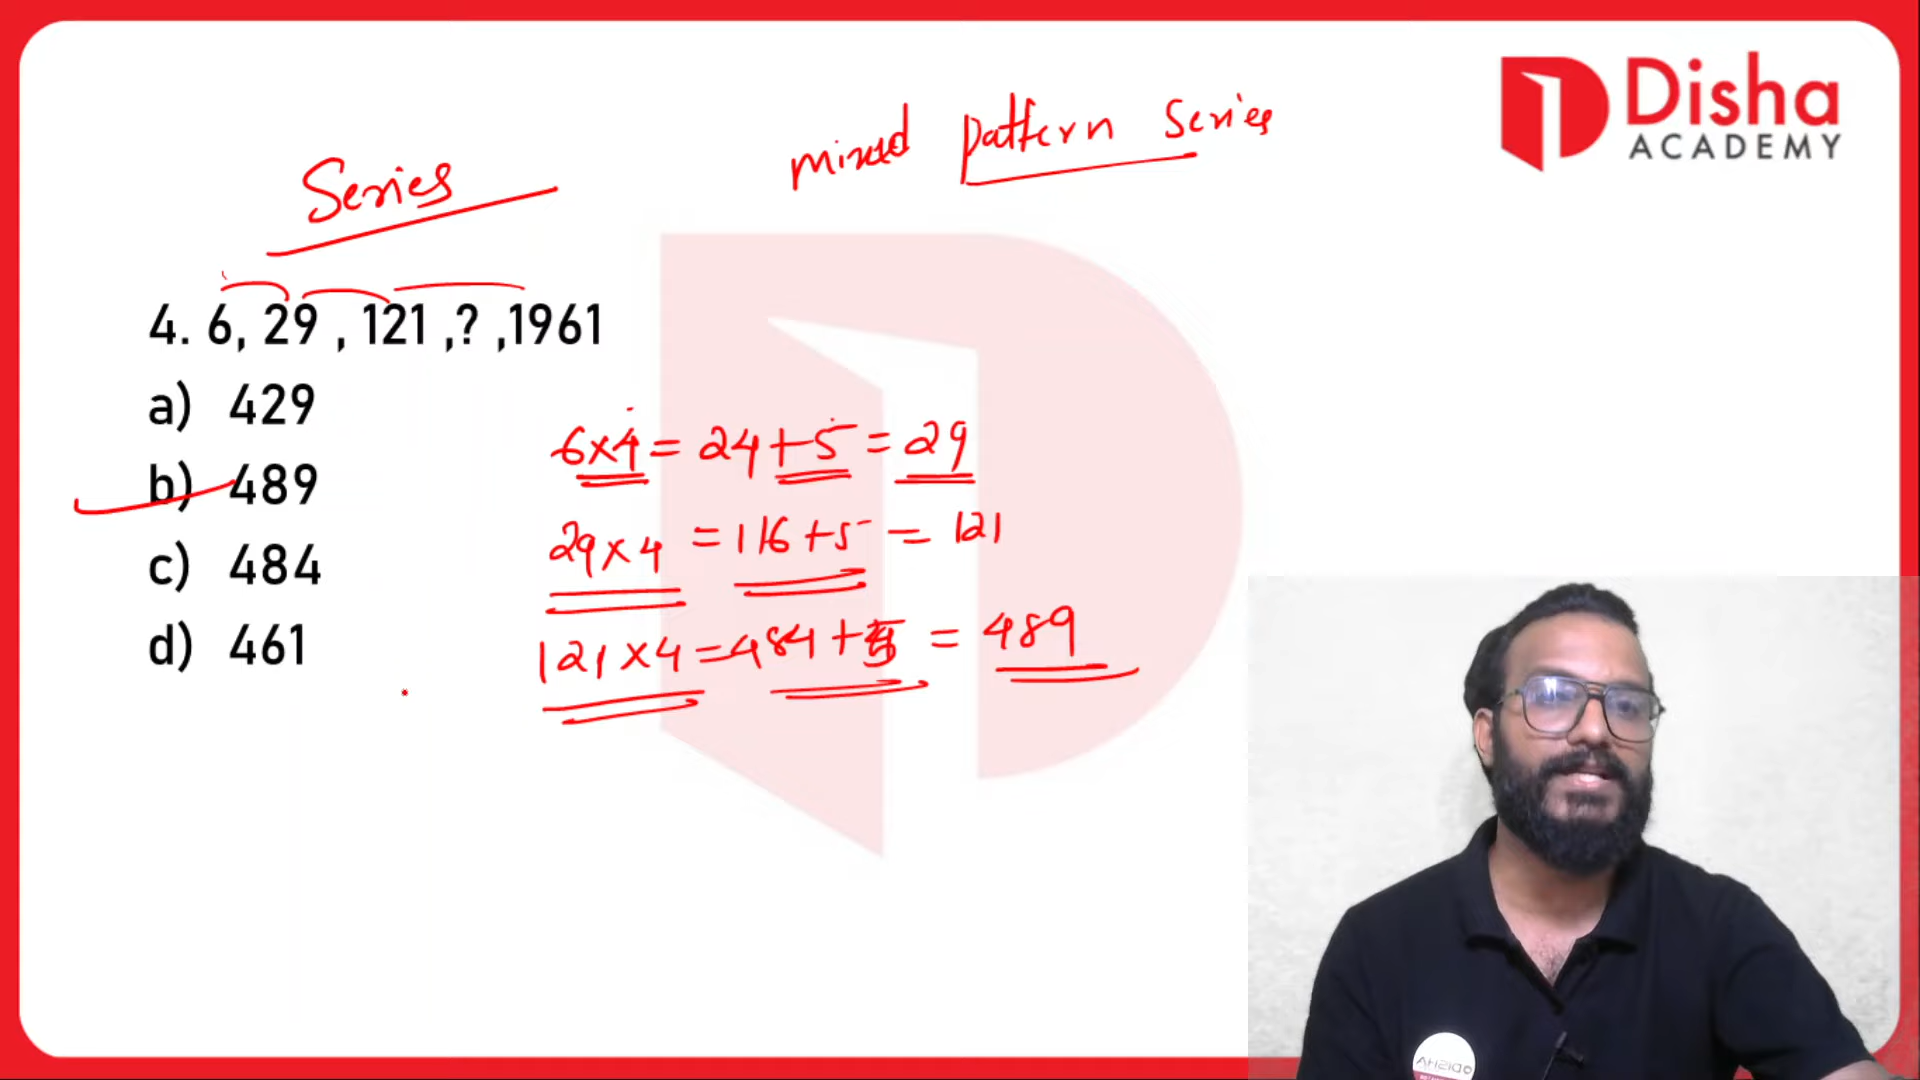 Disha
ACADEMY
mixed pattern Series
Series
4. 6, 29 , 121 ,? ,1961
a) 429
b) 489
c) 484
d) 461
6x4 = 24+5 = 29
29x4 = 116+5 = 121
121x4 = 484+5 = 489